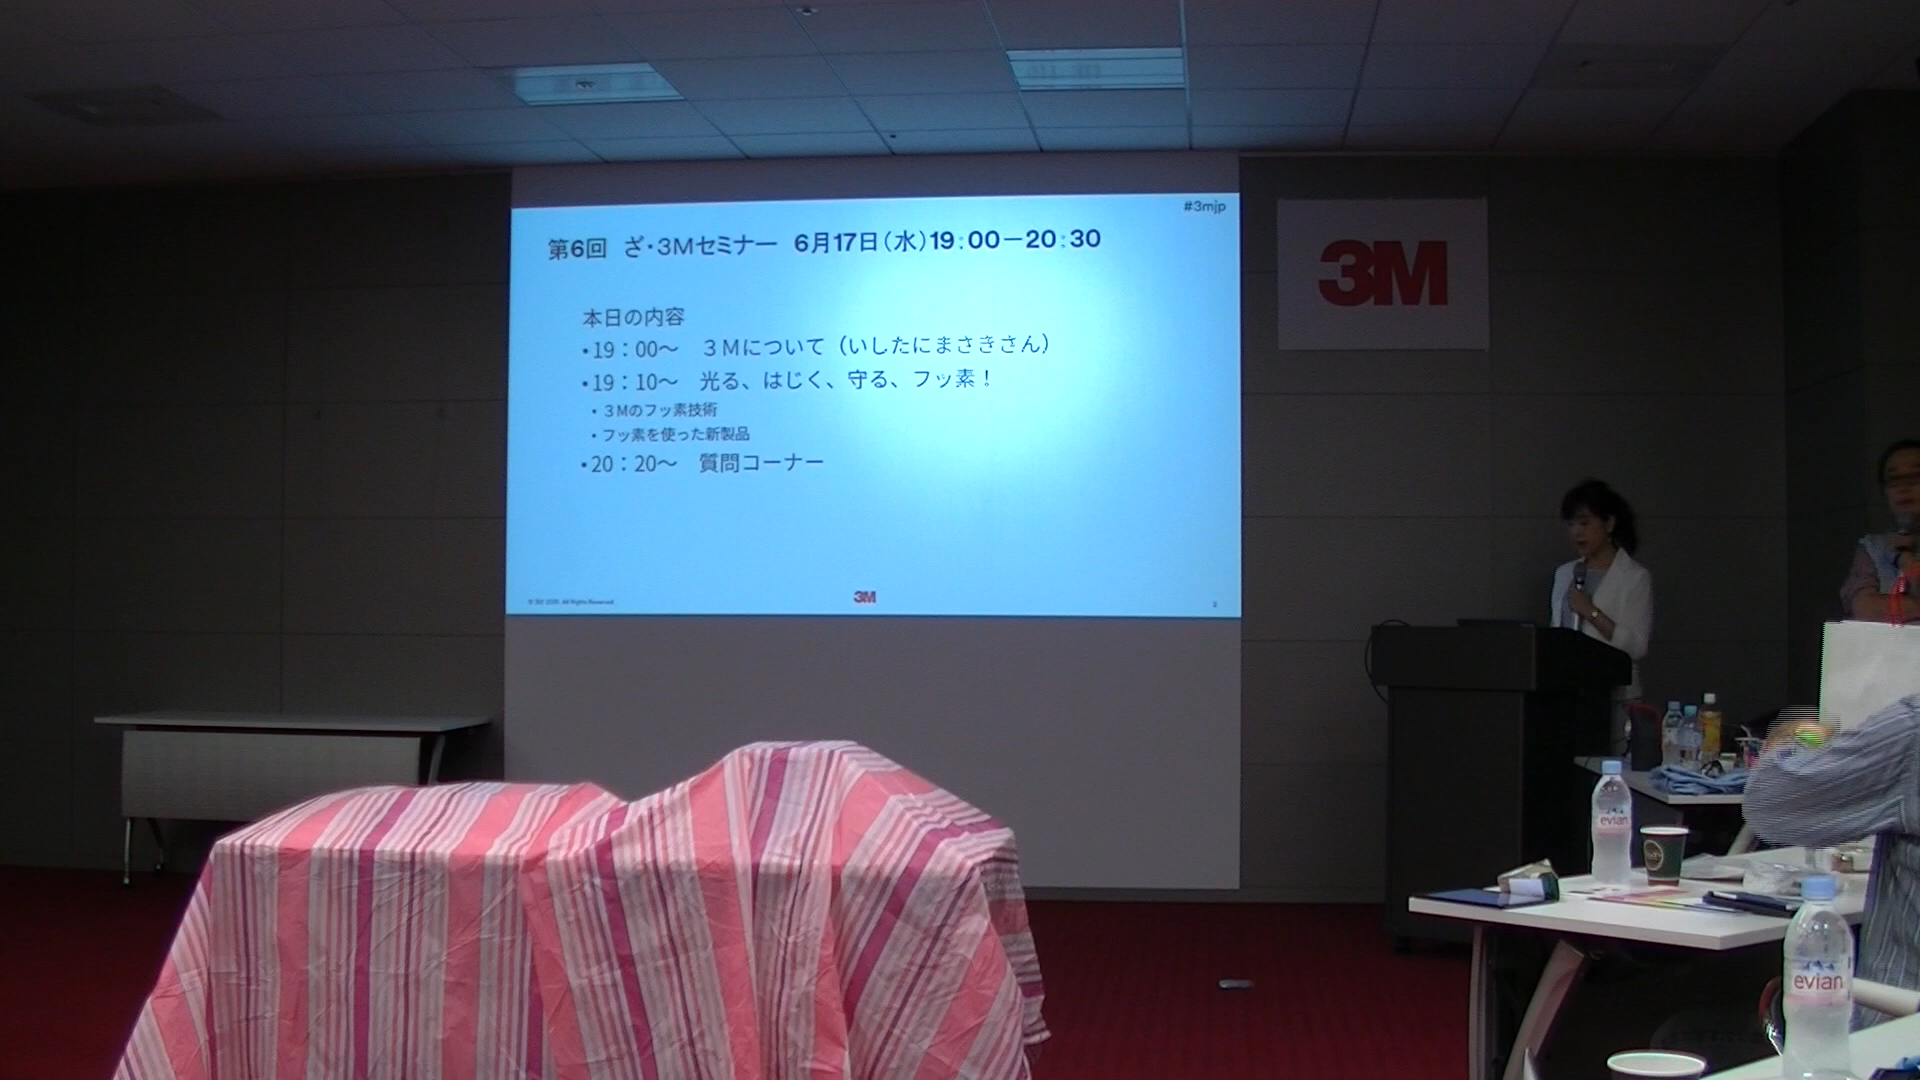 #3mjp
第6回 ざ・3Mセミナー 6月17日（水）19：00－20：30
本日の内容
・19：00～ ３Ｍについて（いしたにまさきさん）
・19：10～ 光る、はじく、守る、フッ素！
・３Mのフッ素技術
・フッ素を使った新製品
・20：20～ 質問コーナー
3M
2
3M
evian
evian